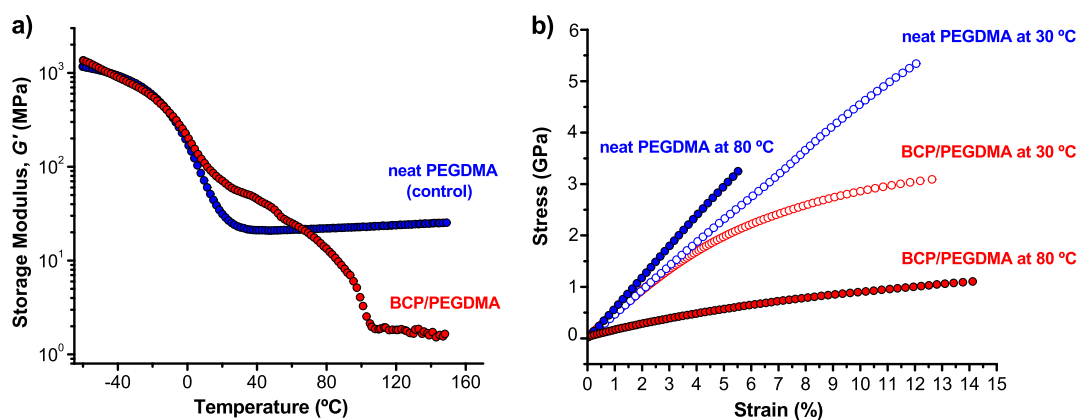 a)
Storage Modulus, G' (MPa)
10³
10²
10¹
10⁰
neat PEGDMA
(control)
BCP/PEGDMA
-40 0 40 80 120 160
Temperature (ºC)
b)
Stress (GPa)
6
5
4
3
2
1
0
neat PEGDMA at 30 ºC
neat PEGDMA at 80 ºC
BCP/PEGDMA at 30 ºC
BCP/PEGDMA at 80 ºC
0 1 2 3 4 5 6 7 8 9 10 11 12 13 14 15
Strain (%)